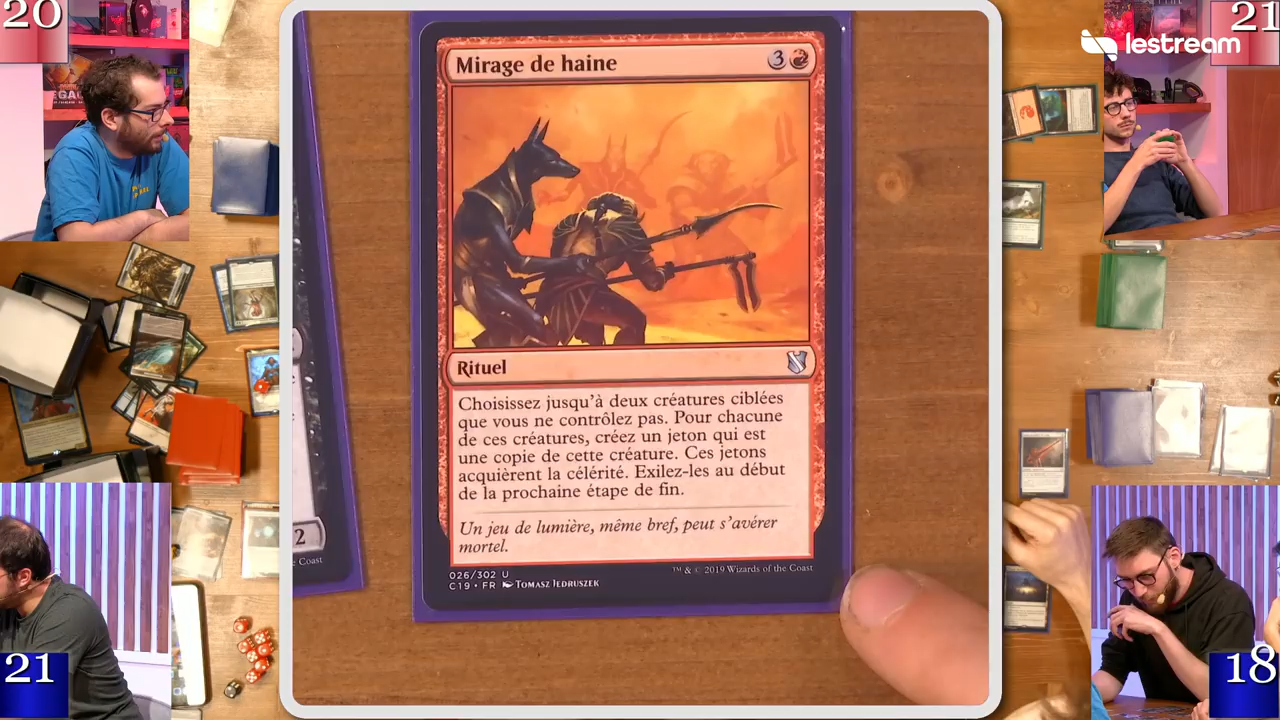 20
21
lestream
Mirage de haine
3
Rituel
Choisissez jusqu'à deux créatures ciblées
que vous ne contrôlez pas. Pour chacune
de ces créatures, créez un jeton qui est
une copie de cette créature. Ces jetons
acquièrent la célérité. Exilez-les au début
de la prochaine étape de fin.
Un jeu de lumière, même bref, peut s'avérer
mortel.
026/302 U
C19 • FR Tomasz Jedruszek
™ & © 2019 Wizards of the Coast
2
e Coast
21
18